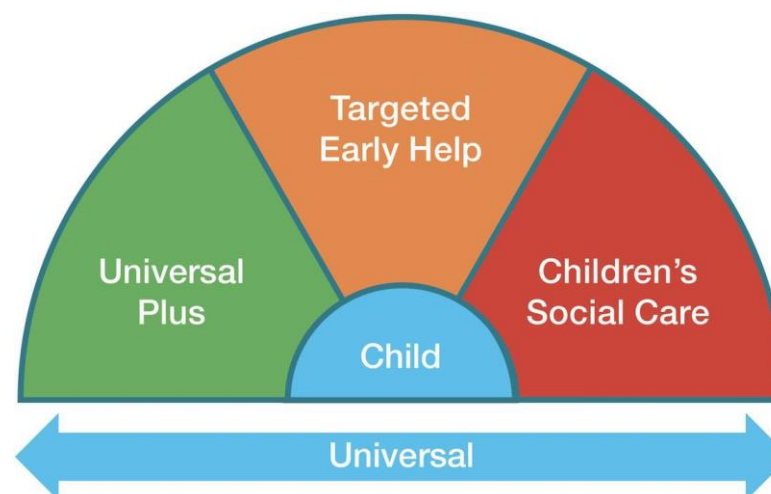 Targeted
Early Help
Universal
Plus
Children's
Social Care
Child
Universal